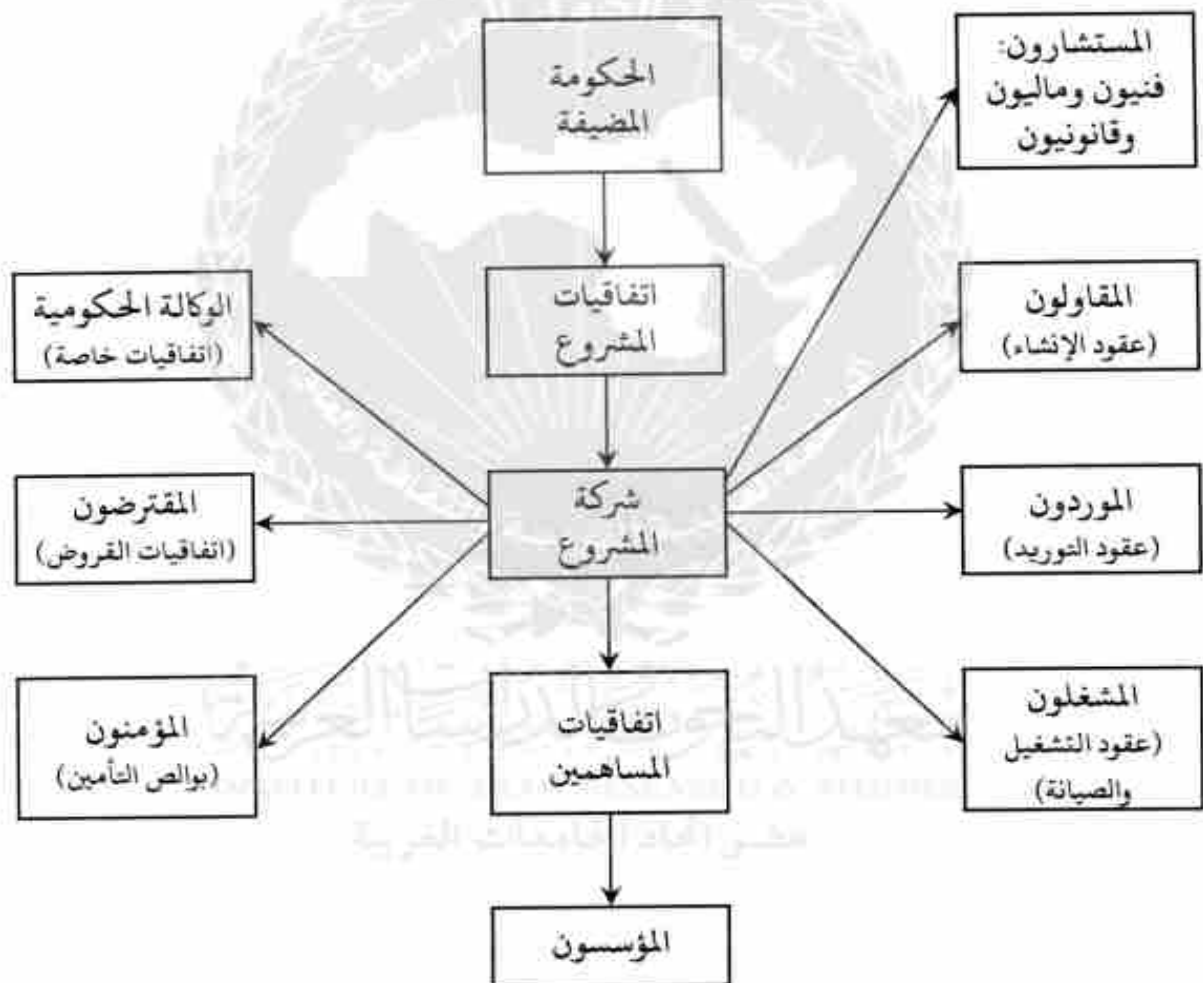 الحكومة
المضيفة
المستشارون:
فنيون وماليون
وقانونيون
اتفاقيات
المشروع
المقاولون
(عقود الإنشاء)
الوكالة الحكومية
(اتفاقيات خاصة)
شركة
المشروع
الموردون
(عقود التوريد)
المقترضون
(اتفاقيات القروض)
المشغلون
(عقود التشغيل
والصيانة)
اتفاقيات
المساهمين
المؤمنون
(بوالص التأمين)
المؤسسون